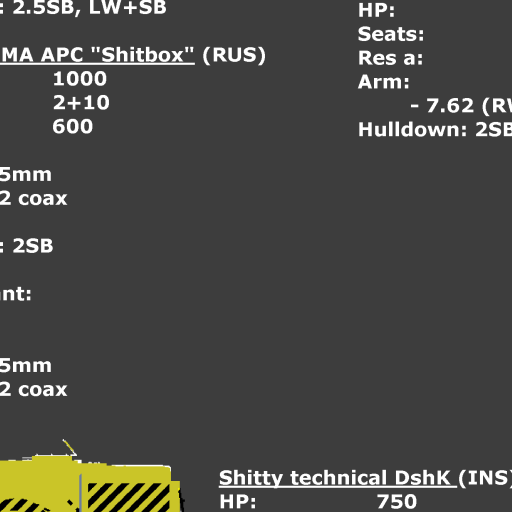 : 2.5SB, LW+SB
MA APC "Shitbox" (RUS)
1000
2+10
600
5mm
2 coax
: 2SB
nt:
5mm
2 coax
HP:
Seats:
Res a:
Arm:
- 7.62 (RW
Hulldown: 2SB
Shitty technical DshK (INS)
HP: 750